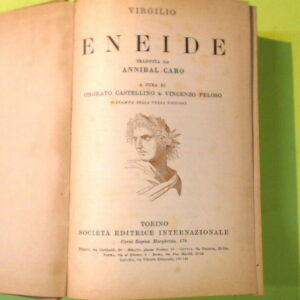 VIRGILIO
ENEIDE
TRADOTTA DA
ANNIBAL CARO
A CURA DI
ONORATO CASTELLINO & VINCENZO PELOSO
RISTAMPA DELLA TERZA EDIZIONE
TORINO
SOCIETÀ EDITRICE INTERNAZIONALE
Corso Regina Margherita, 176